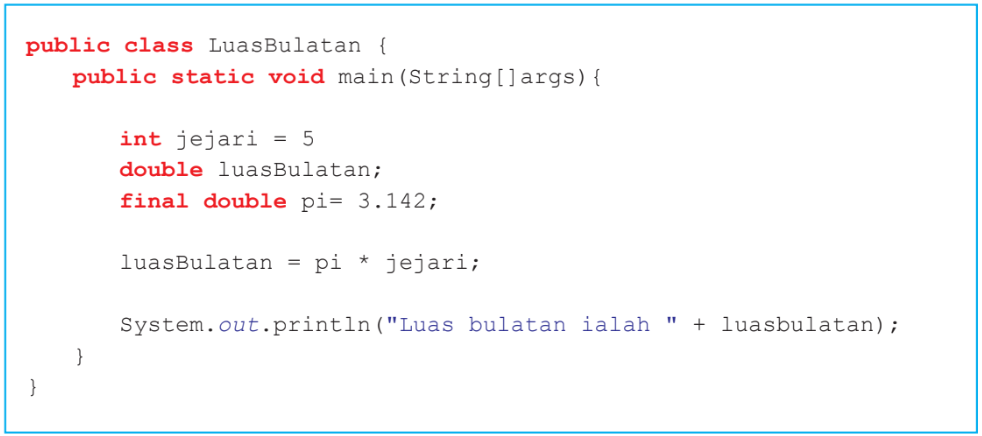 public class LuasBulatan {
public static void main(String[]args){
int jejari = 5
double luasBulatan;
final double pi= 3.142;
luasBulatan = pi * jejari;
System.out.println("Luas bulatan ialah " + luasbulatan);
}
}